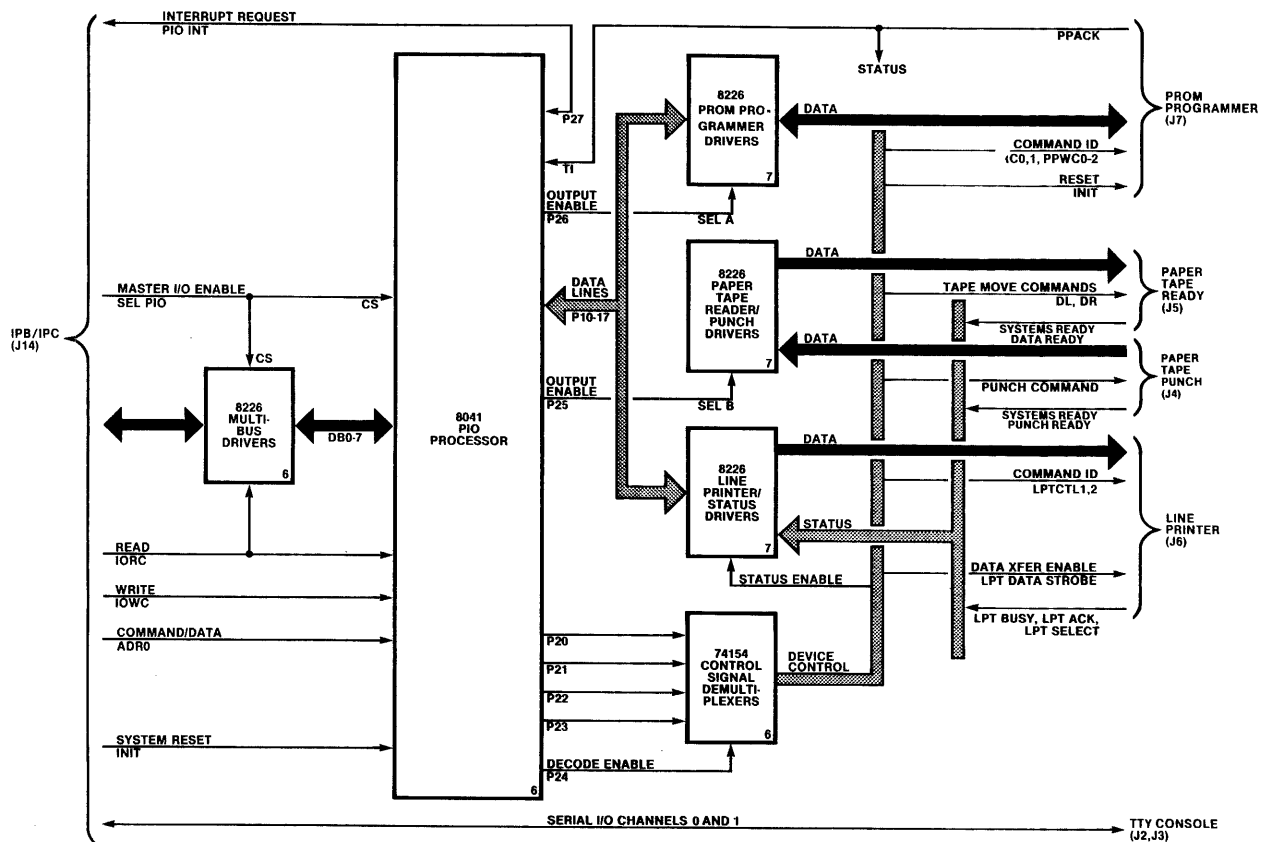 INTERRUPT REQUEST
PIO INT
PPACK
STATUS
PROM
PROGRAMMER
(J7)
8226
PROM PRO-
GRAMMER
DRIVERS
7
DATA
P27
T1
COMMAND ID
C0,1, PPWC0-2
RESET
INIT
OUTPUT
ENABLE
P26
SEL A
MASTER I/O ENABLE
SEL PIO
CS
CS
DATA
LINES
P10-17
8226
PAPER
TAPE
READER/
PUNCH
DRIVERS
7
DATA
TAPE MOVE COMMANDS
DL, DR
SYSTEMS READY
DATA READY
PAPER
TAPE
READY
(J5)
DATA
PUNCH COMMAND
SYSTEMS READY
PUNCH READY
PAPER
TAPE
PUNCH
(J4)
IPB/IPC
(J14)
8226
MULTI-
BUS
DRIVERS
6
DB0-7
8041
PIO
PROCESSOR
6
OUTPUT
ENABLE
P25
SEL B
8226
LINE
PRINTER/
STATUS
DRIVERS
7
DATA
COMMAND ID
LPTCTL1,2
STATUS
LINE
PRINTER
(J6)
READ
IORC
STATUS ENABLE
DATA XFER ENABLE
LPT DATA STROBE
WRITE
IOWC
LPT BUSY, LPT ACK,
LPT SELECT
COMMAND/DATA
ADR0
P20
P21
P22
P23
74154
CONTROL
SIGNAL
DEMULTI-
PLEXERS
6
DEVICE
CONTROL
SYSTEM RESET
INIT
DECODE ENABLE
P24
SERIAL I/O CHANNELS 0 AND 1
TTY CONSOLE
(J2,J3)